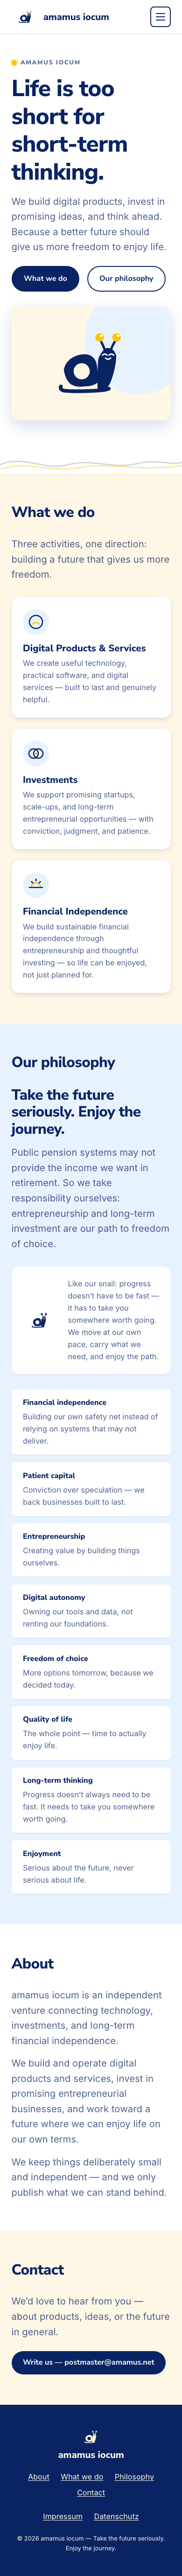 amamus iocum
AMAMUS IOCUM
Life is too
short for
short-term
thinking.
We build digital products, invest in
promising ideas, and think ahead.
Because a better future should
give us more freedom to enjoy life.
What we do
Our philosophy
What we do
Three activities, one direction:
building a future that gives us more
freedom.
Digital Products & Services
We create useful technology,
practical software, and digital
services — built to last and genuinely
helpful.
Investments
We support promising startups,
scale-ups, and long-term
entrepreneurial opportunities — with
conviction, judgment, and patience.
Financial Independence
We build sustainable financial
independence through
entrepreneurship and thoughtful
investing — so life can be enjoyed,
not just planned for.
Our philosophy
Take the future
seriously. Enjoy the
journey.
Public pension systems may not
provide the income we want in
retirement. So we take
responsibility ourselves:
entrepreneurship and long-term
investment are our path to freedom
of choice.
Like our snail: progress
doesn't have to be fast —
it has to take you
somewhere worth going.
We move at our own
pace, carry what we
need, and enjoy the path.
Financial independence
Building our own safety net instead of
relying on systems that may not
deliver.
Patient capital
Conviction over speculation — we
back businesses built to last.
Entrepreneurship
Creating value by building things
ourselves.
Digital autonomy
Owning our tools and data, not
renting our foundations.
Freedom of choice
More options tomorrow, because we
decided today.
Quality of life
The whole point — time to actually
enjoy life.
Long-term thinking
Progress doesn't always need to be
fast. It needs to take you somewhere
worth going.
Enjoyment
Serious about the future, never
serious about life.
About
amamus iocum is an independent
venture connecting technology,
investments, and long-term
financial independence.
We build and operate digital
products and services, invest in
promising entrepreneurial
businesses, and work toward a
future where we can enjoy life on
our own terms.
We keep things deliberately small
and independent — and we only
publish what we can stand behind.
Contact
We'd love to hear from you —
about products, ideas, or the future
in general.
Write us — postmaster@amamus.net
amamus iocum
About What we do Philosophy
Contact
Impressum Datenschutz
© 2026 amamus iocum — Take the future seriously.
Enjoy the journey.